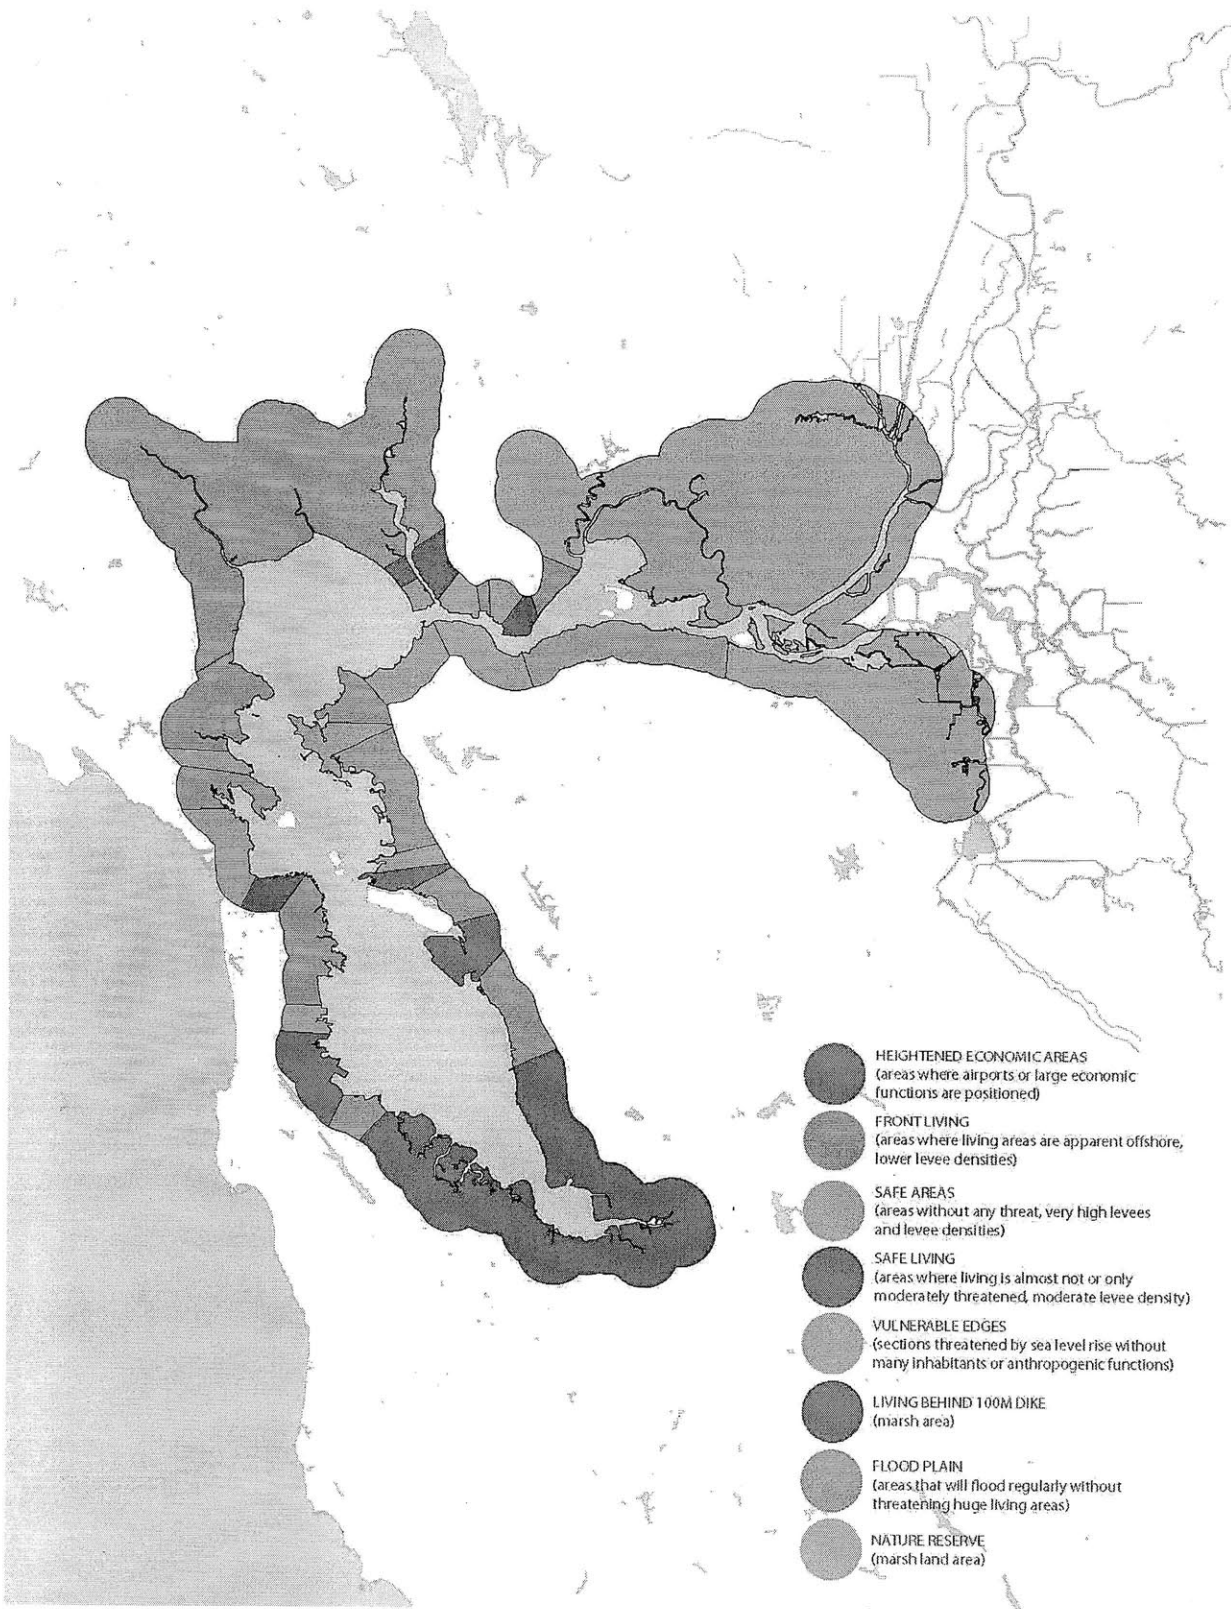 HEIGHTENED ECONOMIC AREAS
(areas where airports or large economic
functions are positioned)
FRONT LIVING
(areas where living areas are apparent offshore,
lower levee densities)
SAFE AREAS
(areas without any threat, very high levees
and levee densities)
SAFE LIVING
(areas where living is almost not or only
moderately threatened, moderate levee density)
VULNERABLE EDGES
(sections threatened by sea level rise without
many inhabitants or anthropogenic functions)
LIVING BEHIND 100M DIKE
(marsh area)
FLOOD PLAIN
(areas that will flood regularly without
threatening huge living areas)
NATURE RESERVE
(marsh land area)